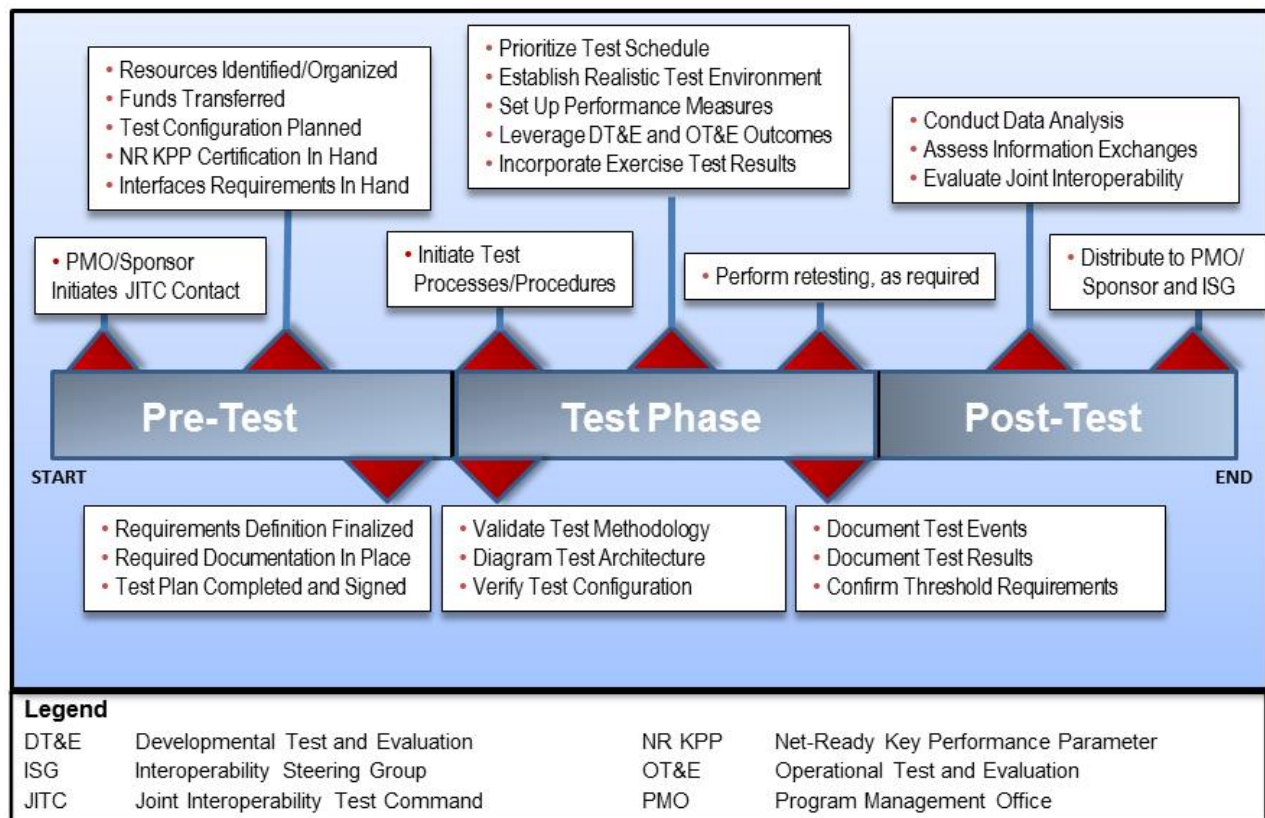 • Resources Identified/Organized
• Funds Transferred
• Test Configuration Planned
• NR KPP Certification In Hand
• Interfaces Requirements In Hand
• Prioritize Test Schedule
• Establish Realistic Test Environment
• Set Up Performance Measures
• Leverage DT&E and OT&E Outcomes
• Incorporate Exercise Test Results
• Conduct Data Analysis
• Assess Information Exchanges
• Evaluate Joint Interoperability
• PMO/Sponsor
Initiates JITC Contact
• Initiate Test
Processes/Procedures
• Perform retesting, as required
• Distribute to PMO/
Sponsor and ISG
Pre-Test
Test Phase
Post-Test
START
END
• Requirements Definition Finalized
• Required Documentation In Place
• Test Plan Completed and Signed
• Validate Test Methodology
• Diagram Test Architecture
• Verify Test Configuration
• Document Test Events
• Document Test Results
• Confirm Threshold Requirements
Legend
DT&E Developmental Test and Evaluation
ISG Interoperability Steering Group
JITC Joint Interoperability Test Command
NR KPP Net-Ready Key Performance Parameter
OT&E Operational Test and Evaluation
PMO Program Management Office